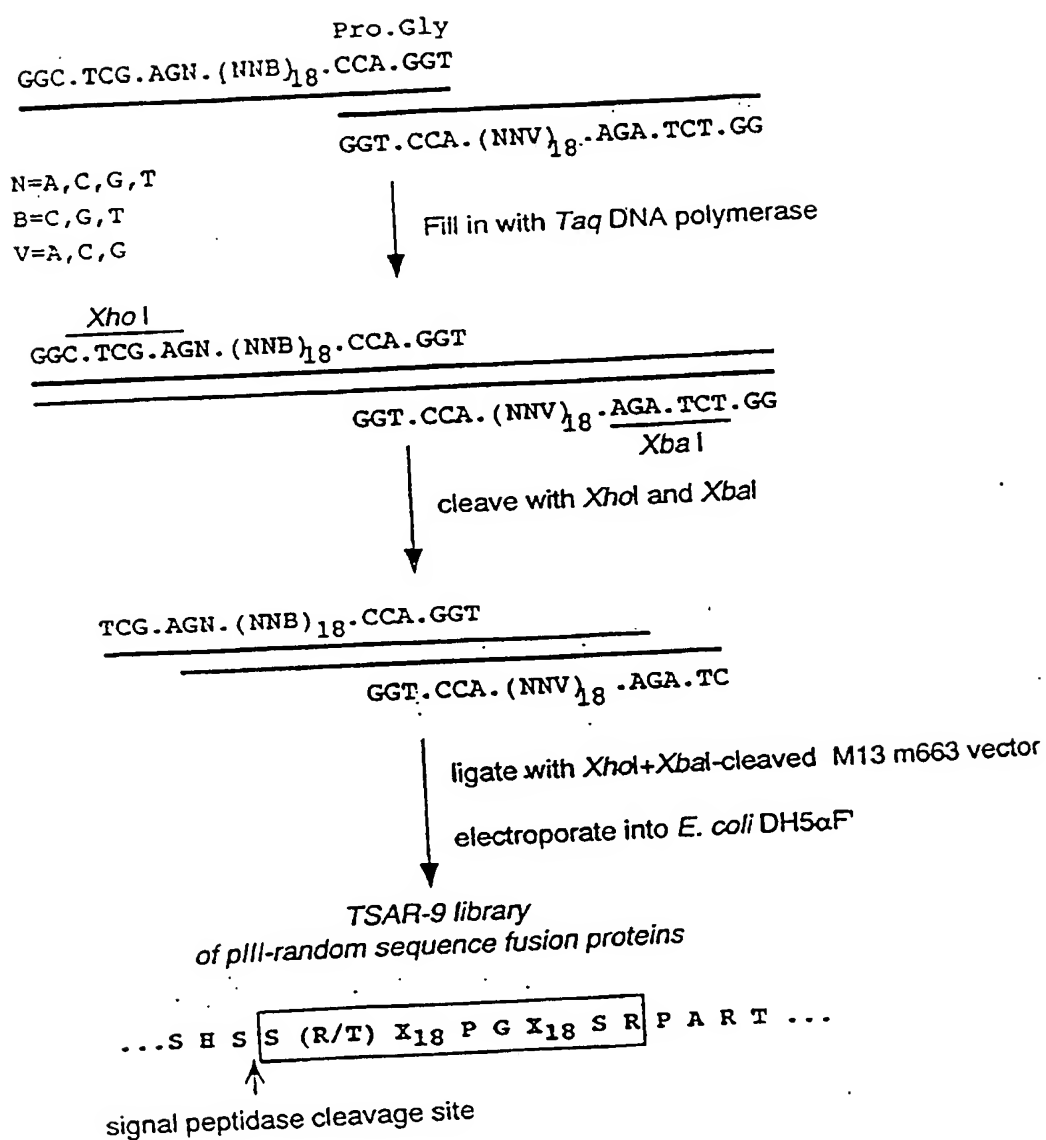 Pro.Gly
GGC.TCG.AGN.(NNB)18.CCA.GGT
GGT.CCA.(NNV)18.AGA.TCT.GG
N=A,C,G,T
B=C,G,T
V=A,C,G
Fill in with Taq DNA polymerase
Xho I
GGC.TCG.AGN.(NNB)18.CCA.GGT
GGT.CCA.(NNV)18.AGA.TCT.GG
Xba I
cleave with XhoI and XbaI
TCG.AGN.(NNB)18.CCA.GGT
GGT.CCA.(NNV)18.AGA.TC
ligate with XhoI+XbaI-cleaved M13 m663 vector
electroporate into E. coli DH5αF'
TSAR-9 library
of pIII-random sequence fusion proteins
...S H S S (R/T) X18 P G X18 S R P A R T ...
signal peptidase cleavage site